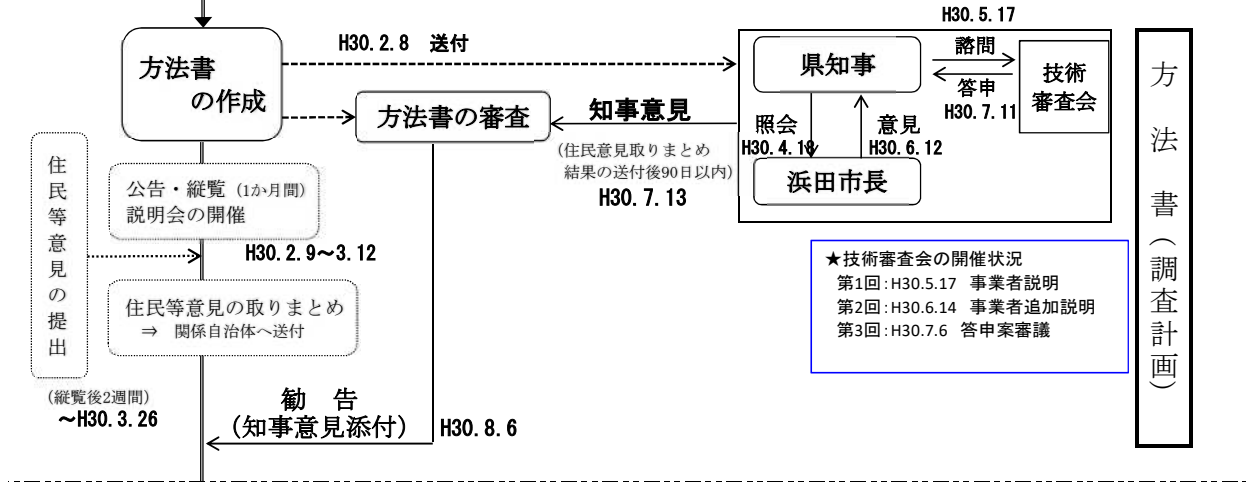 H30.5.17
方法書
の作成
H30.2.8 送付
県知事
諮問
答申
H30.7.11
技術
審査会
方法書の審査
知事意見
(住民意見取りまとめ
結果の送付後90日以内)
H30.7.13
照会
H30.4.18
意見
H30.6.12
浜田市長
住民等意見の提出
公告・縦覧 (1か月間)
説明会の開催
H30.2.9～3.12
住民等意見の取りまとめ
⇒ 関係自治体へ送付
(縦覧後2週間)
～H30.3.26
勧 告
(知事意見添付)
H30.8.6
★技術審査会の開催状況
第1回:H30.5.17 事業者説明
第2回:H30.6.14 事業者追加説明
第3回:H30.7.6 答申案審議
方法書(調査計画)